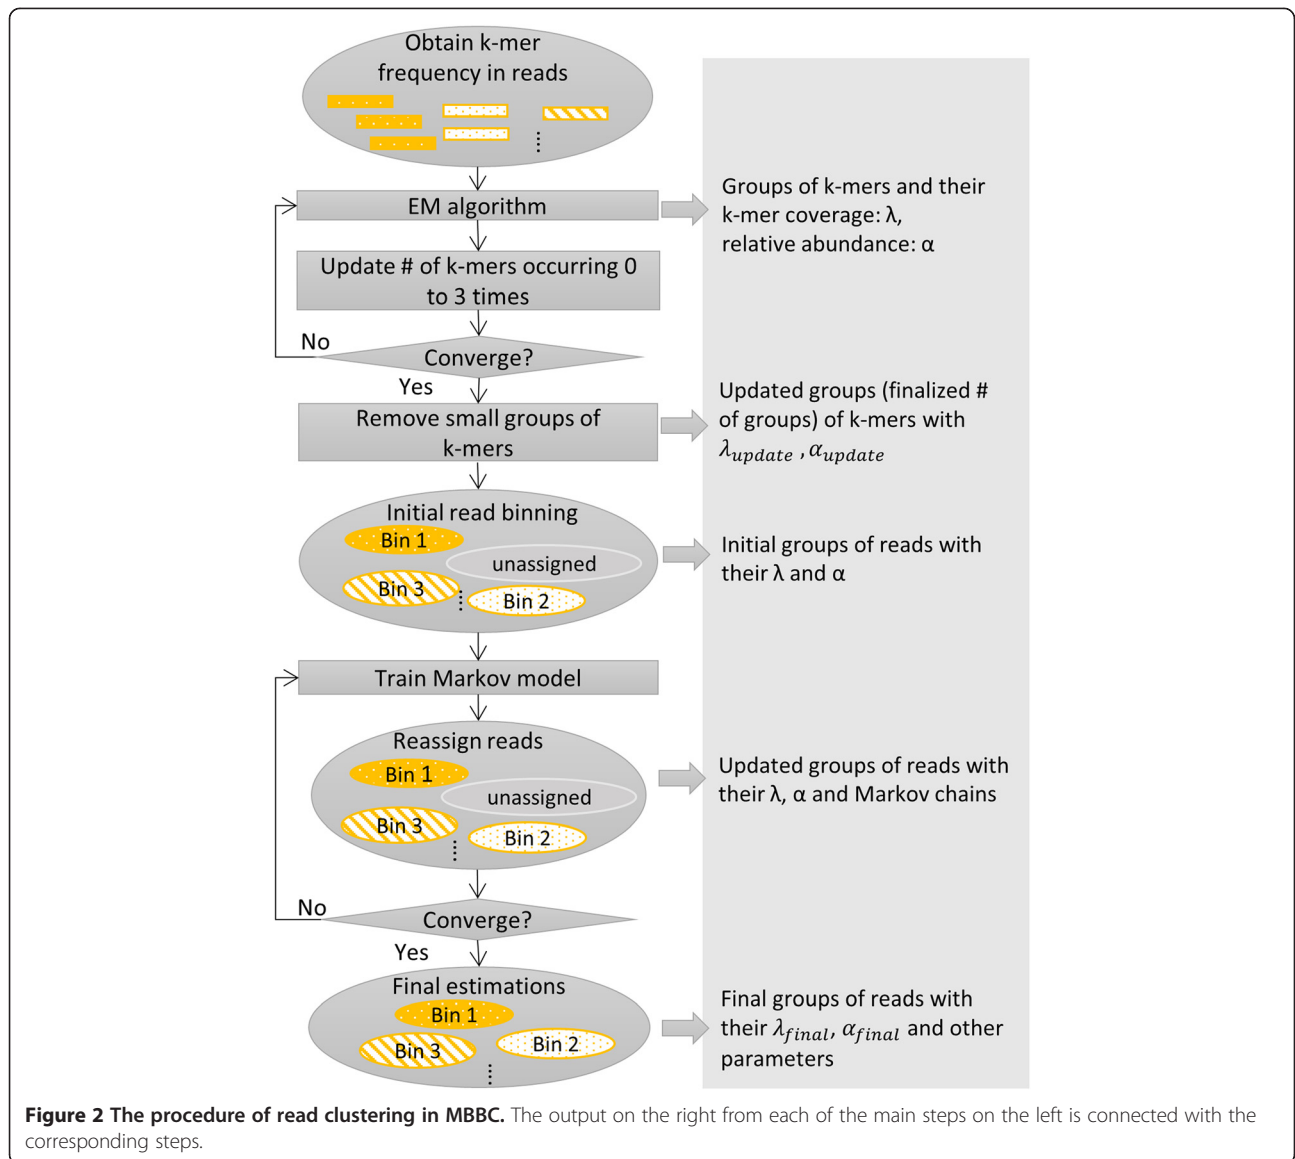 Obtain k-mer
frequency in reads
EM algorithm
Groups of k-mers and their
k-mer coverage: λ,
relative abundance: α
Update # of k-mers occurring 0
to 3 times
No
Converge?
Yes
Remove small groups of
k-mers
Updated groups (finalized #
of groups) of k-mers with
λupdate , αupdate
Initial read binning
Bin 1
unassigned
Bin 3
Bin 2
Initial groups of reads with
their λ and α
Train Markov model
Reassign reads
Bin 1
unassigned
Bin 3
Bin 2
Updated groups of reads with
their λ, α and Markov chains
No
Converge?
Yes
Final estimations
Bin 1
Bin 3
Bin 2
Final groups of reads with
their λfinal, αfinal and other
parameters
Figure 2 The procedure of read clustering in MBBC. The output on the right from each of the main steps on the left is connected with the
corresponding steps.